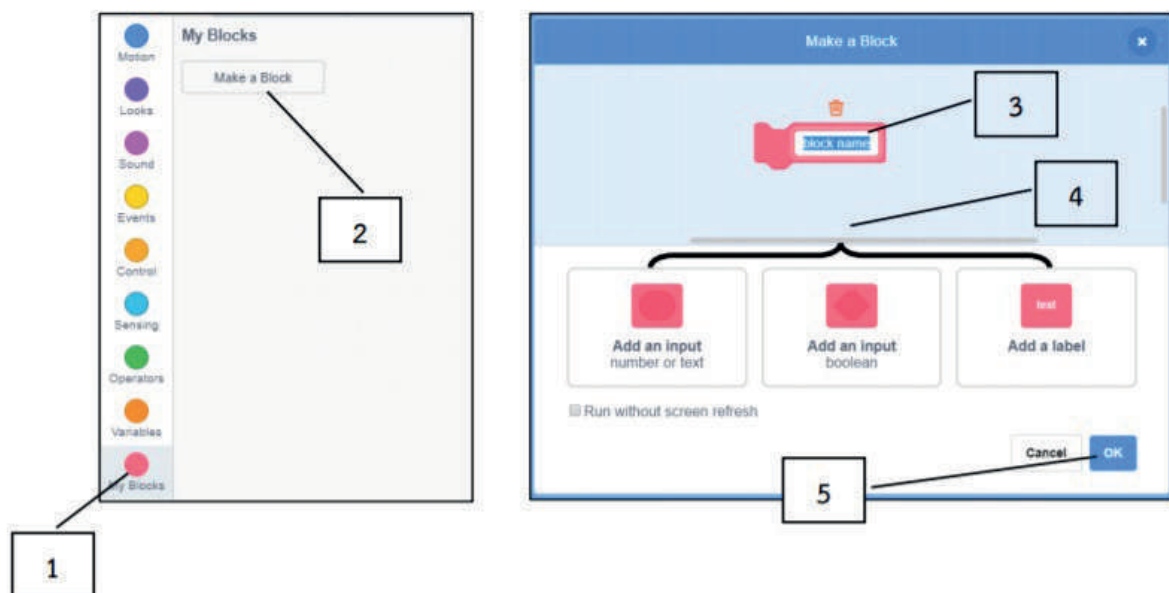 My Blocks
Make a Block
Motion
Looks
Sound
Events
Control
Sensing
Operators
Variables
My Blocks
1
2
Make a Block
×
block name
3
4
Add an input
number or text
Add an input
boolean
text
Add a label
Run without screen refresh
Cancel
OK
5